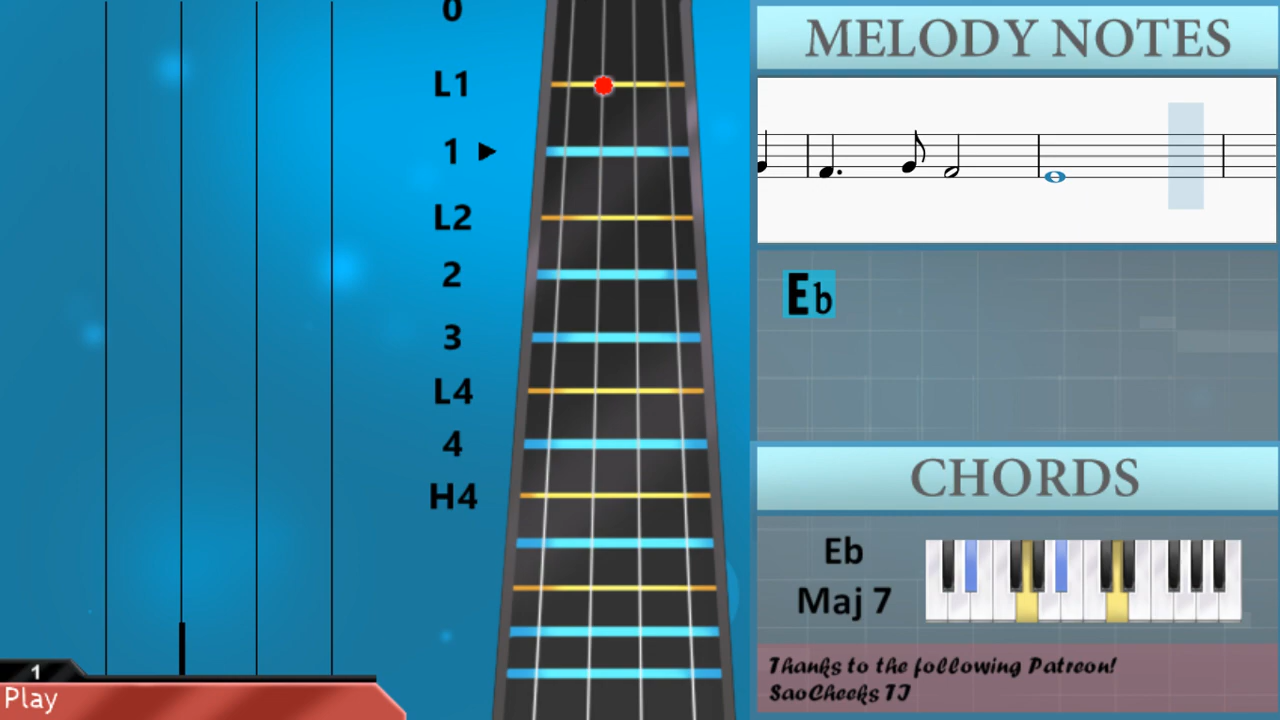 0
L1
1
L2
2
3
L4
4
H4
1
Play
MELODY NOTES
Eb
CHORDS
Eb
Maj 7
Thanks to the following Patreon!
SaoCheeks TJ